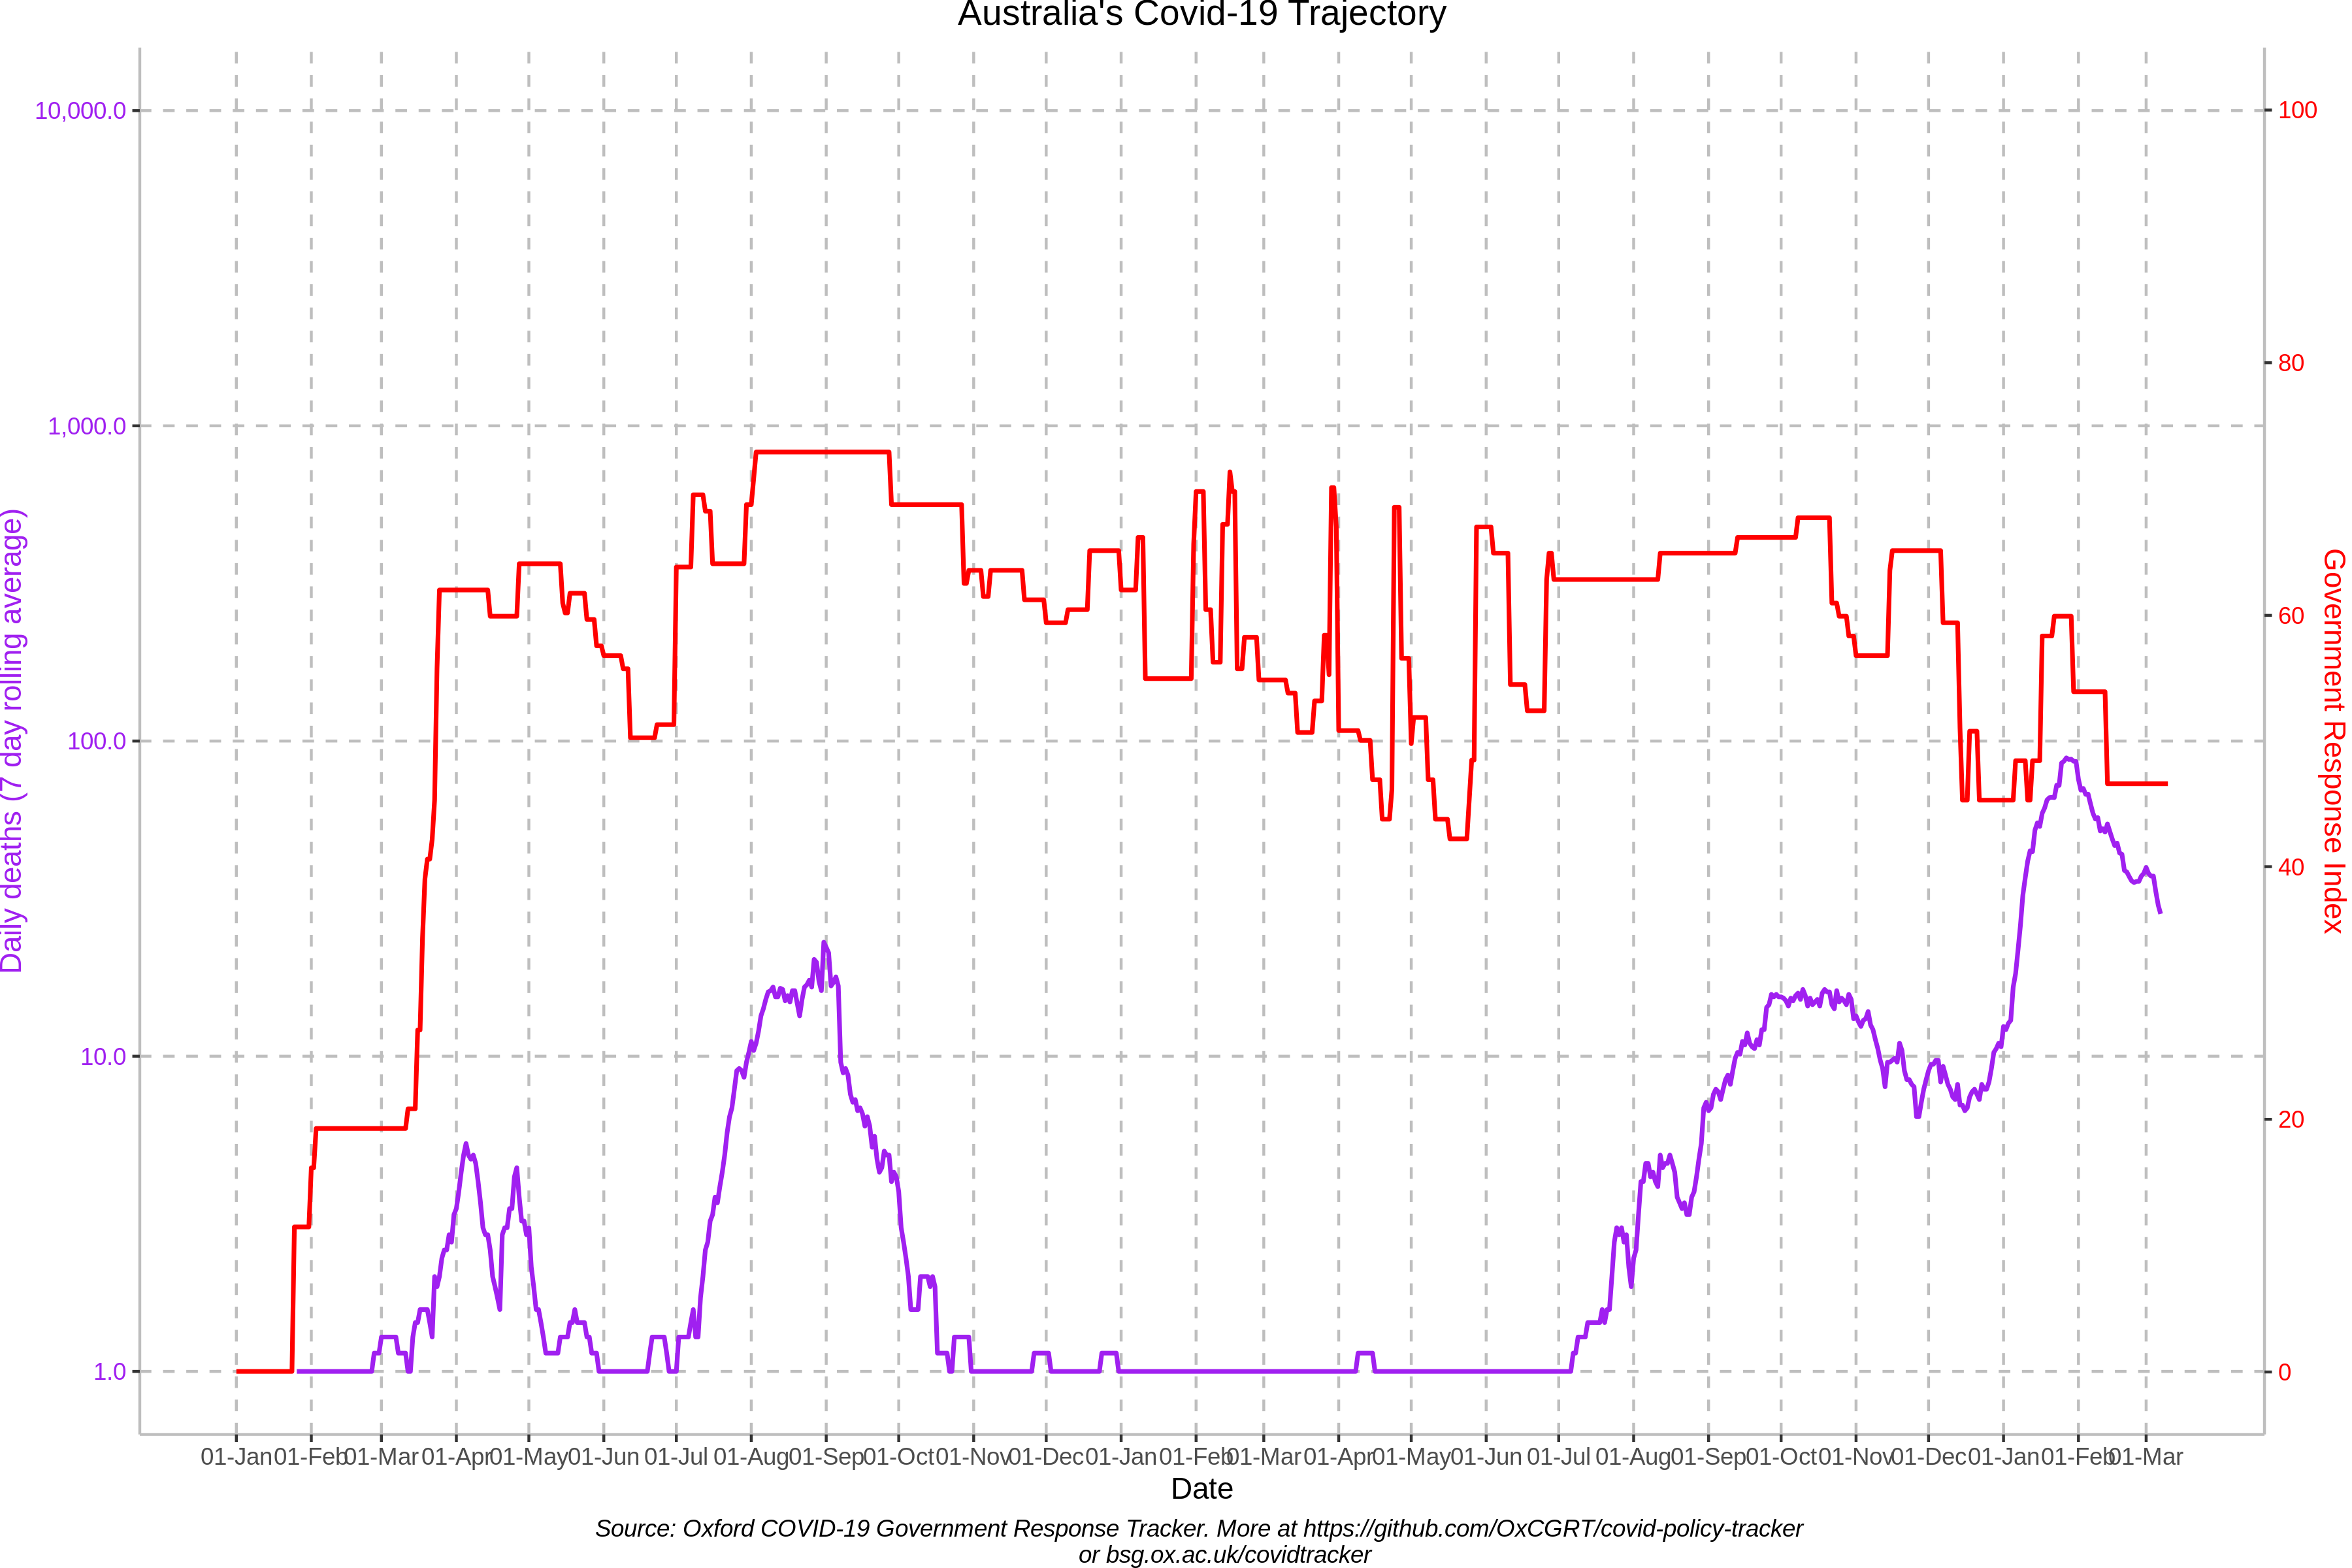 Australia's Covid-19 Trajectory
10,000.0
1,000.0
100.0
10.0
1.0
Daily deaths (7 day rolling average)
100
80
60
40
20
0
Government Response Index
01-Jan 01-Feb 01-Mar 01-Apr 01-May 01-Jun 01-Jul 01-Aug 01-Sep 01-Oct 01-Nov 01-Dec 01-Jan 01-Feb 01-Mar 01-Apr 01-May 01-Jun 01-Jul 01-Aug 01-Sep 01-Oct 01-Nov 01-Dec 01-Jan 01-Feb 01-Mar
Date
Source: Oxford COVID-19 Government Response Tracker. More at https://github.com/OxCGRT/covid-policy-tracker
or bsg.ox.ac.uk/covidtracker